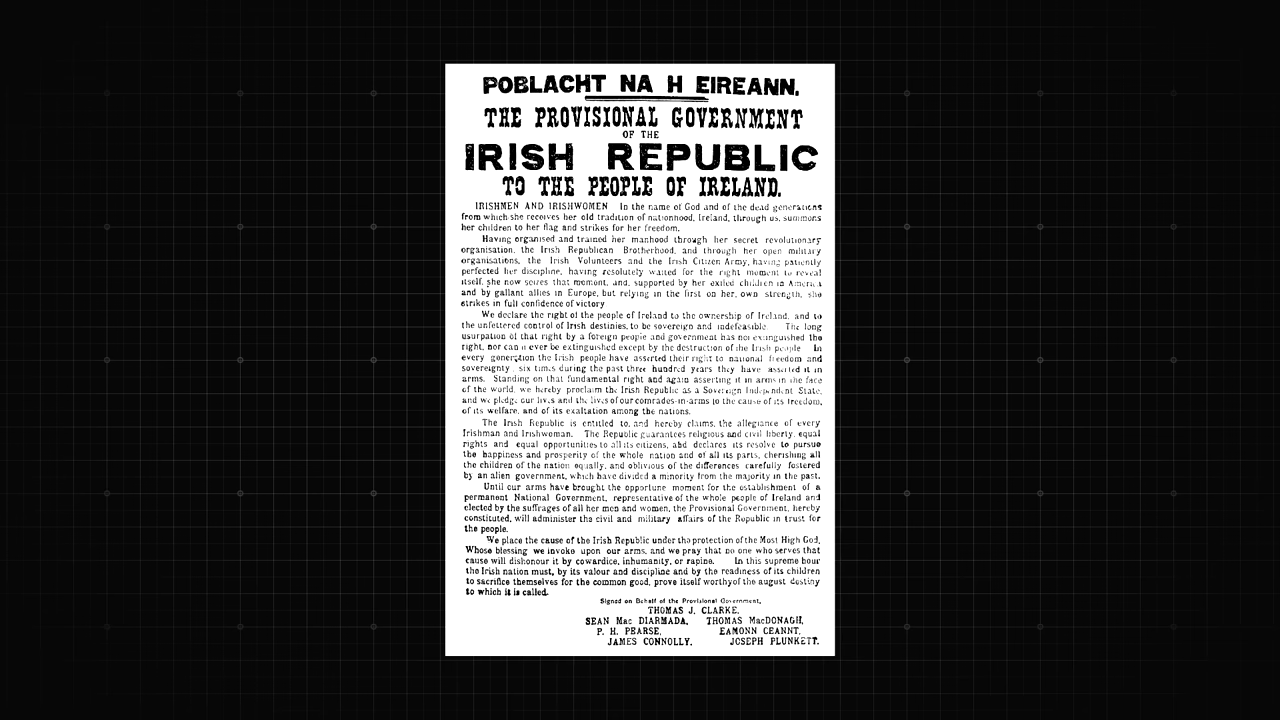 POBLACHT NA H EIREANN.
THE PROVISIONAL GOVERNMENT
OF THE
IRISH REPUBLIC
TO THE PEOPLE OF IRELAND.
IRISHMEN AND IRISHWOMEN In the name of God and of the dead generations
from which she receives her old tradition of nationhood, Ireland, through us, summons
her children to her flag and strikes for her freedom.
Having organised and trained her manhood through her secret revolutionary
organisation, the Irish Republican Brotherhood, and through her open military
organisations, the Irish Volunteers and the Irish Citizen Army, having patiently
perfected her discipline, having resolutely waited for the right moment to reveal
itself, she now seizes that moment, and, supported by her exiled children in America
and by gallant allies in Europe, but relying in the first on her own strength, she
strikes in full confidence of victory
We declare the right of the people of Ireland to the ownership of Ireland, and to
the unfettered control of Irish destinies, to be sovereign and indefeasible. The long
usurpation of that right by a foreign people and government has not extinguished the
right, nor can it ever be extinguished except by the destruction of the Irish people In
every generation the Irish people have asserted their right to national freedom and
sovereignty; six times during the past three hundred years they have asserted it in
arms. Standing on that fundamental right and again asserting it in arms in the face
of the world, we hereby proclaim the Irish Republic as a Sovereign Independent State,
and we pledge our lives and the lives of our comrades-in-arms to the cause of its freedom,
of its welfare, and of its exaltation among the nations.
The Irish Republic is entitled to, and hereby claims, the allegiance of every
Irishman and Irishwoman. The Republic guarantees religious and civil liberty, equal
rights and equal opportunities to all its citizens, and declares its resolve to pursue
the happiness and prosperity of the whole nation and of all its parts, cherishing all
the children of the nation equally, and oblivious of the differences carefully fostered
by an alien government, which have divided a minority from the majority in the past.
Until our arms have brought the opportune moment for the establishment of a
permanent National Government, representative of the whole people of Ireland and
elected by the suffrages of all her men and women, the Provisional Government, hereby
constituted, will administer the civil and military affairs of the Republic in trust for
the people.
We place the cause of the Irish Republic under the protection of the Most High God,
Whose blessing we invoke upon our arms, and we pray that no one who serves that
cause will dishonour it by cowardice, inhumanity, or rapine. In this supreme hour
the Irish nation must, by its valour and discipline and by the readiness of its children
to sacrifice themselves for the common good, prove itself worthy of the august destiny
to which it is called.
Signed on Behalf of the Provisional Government,
THOMAS J. CLARKE,
SEAN Mac DIARMADA, THOMAS MacDONAGH,
P. H. PEARSE, EAMONN CEANNT,
JAMES CONNOLLY, JOSEPH PLUNKETT.